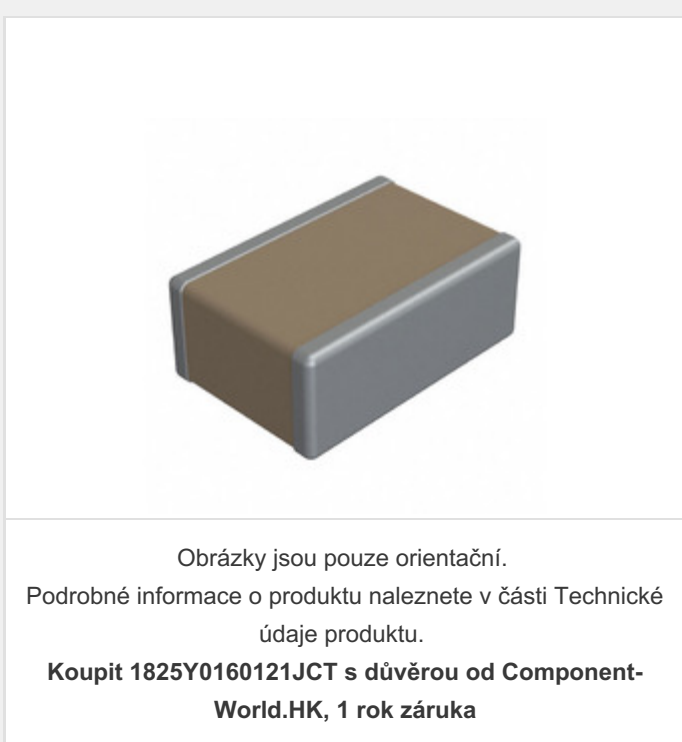 Obrázky jsou pouze orientační.
Podrobné informace o produktu naleznete v části Technické
údaje produktu.
Koupit 1825Y0160121JCT s důvěrou od Component-
World.HK, 1 rok záruka